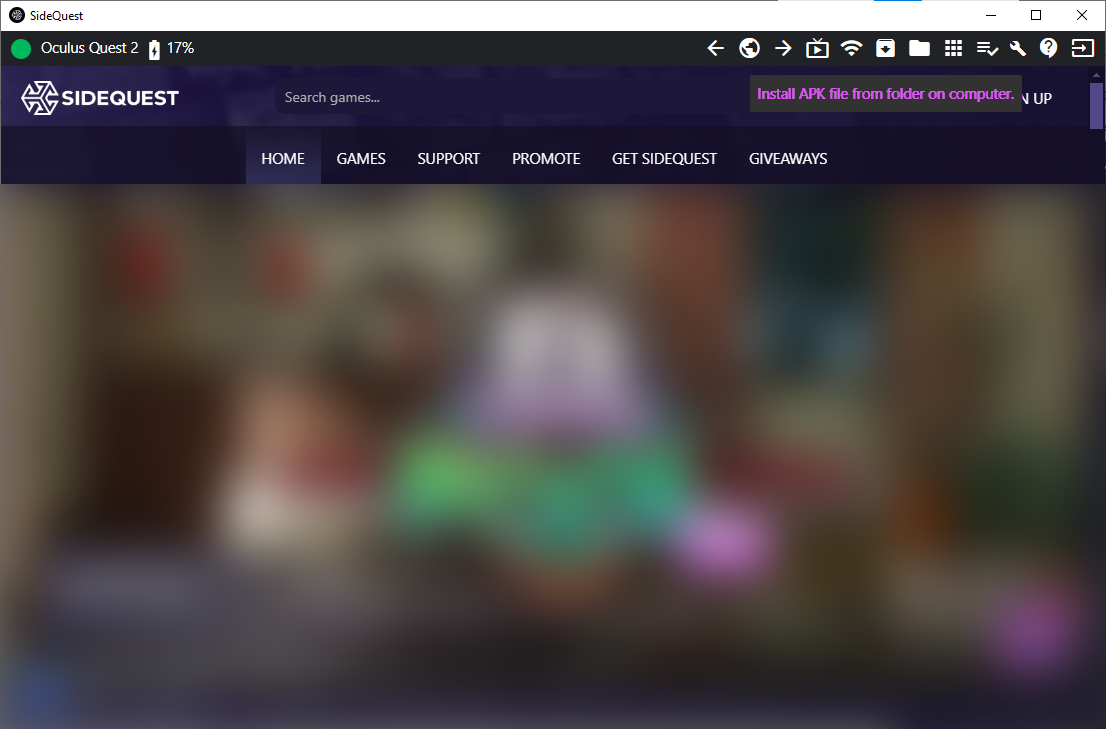 SideQuest
Oculus Quest 2 17%
SIDEQUEST
Search games...
Install APK file from folder on computer.
N UP
HOME GAMES SUPPORT PROMOTE GET SIDEQUEST GIVEAWAYS